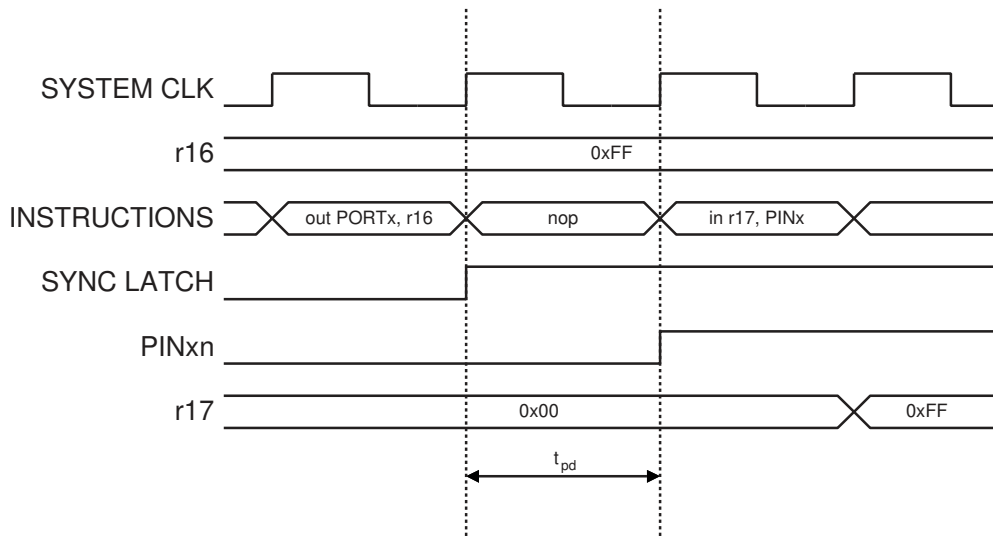 SYSTEM CLK
r16
0xFF
INSTRUCTIONS
out PORTx, r16
nop
in r17, PINx
SYNC LATCH
PINxn
r17
0x00
0xFF
tpd